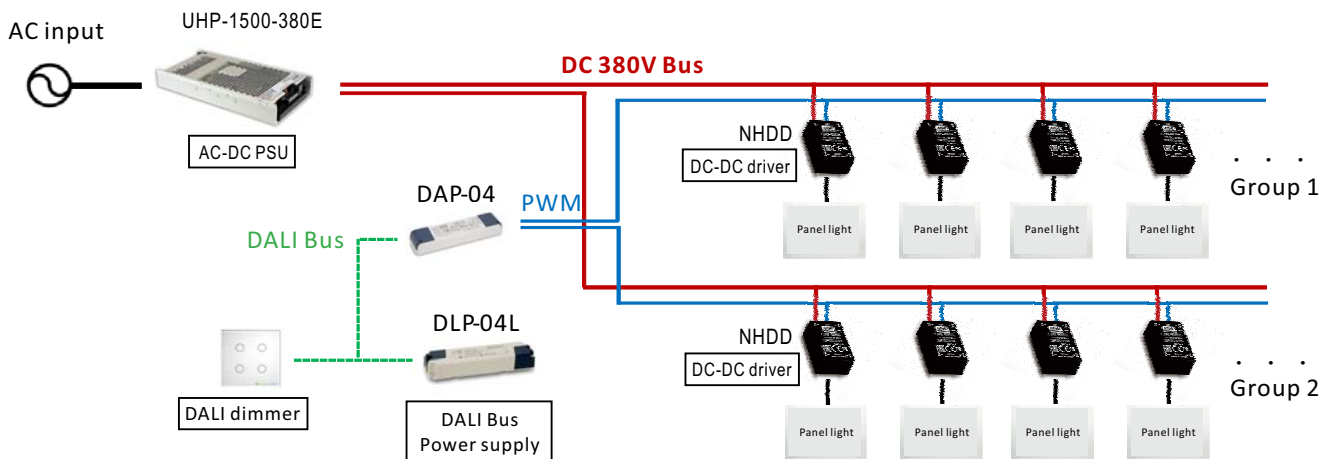 UHP-1500-380E
AC input
AC-DC PSU
DC 380V Bus
NHDD
DC-DC driver
Panel light
Panel light
Panel light
Panel light
. . .
Group 1
DAP-04
PWM
DALI Bus
DLP-04L
DALI dimmer
DALI Bus
Power supply
NHDD
DC-DC driver
Panel light
Panel light
Panel light
Panel light
. . .
Group 2